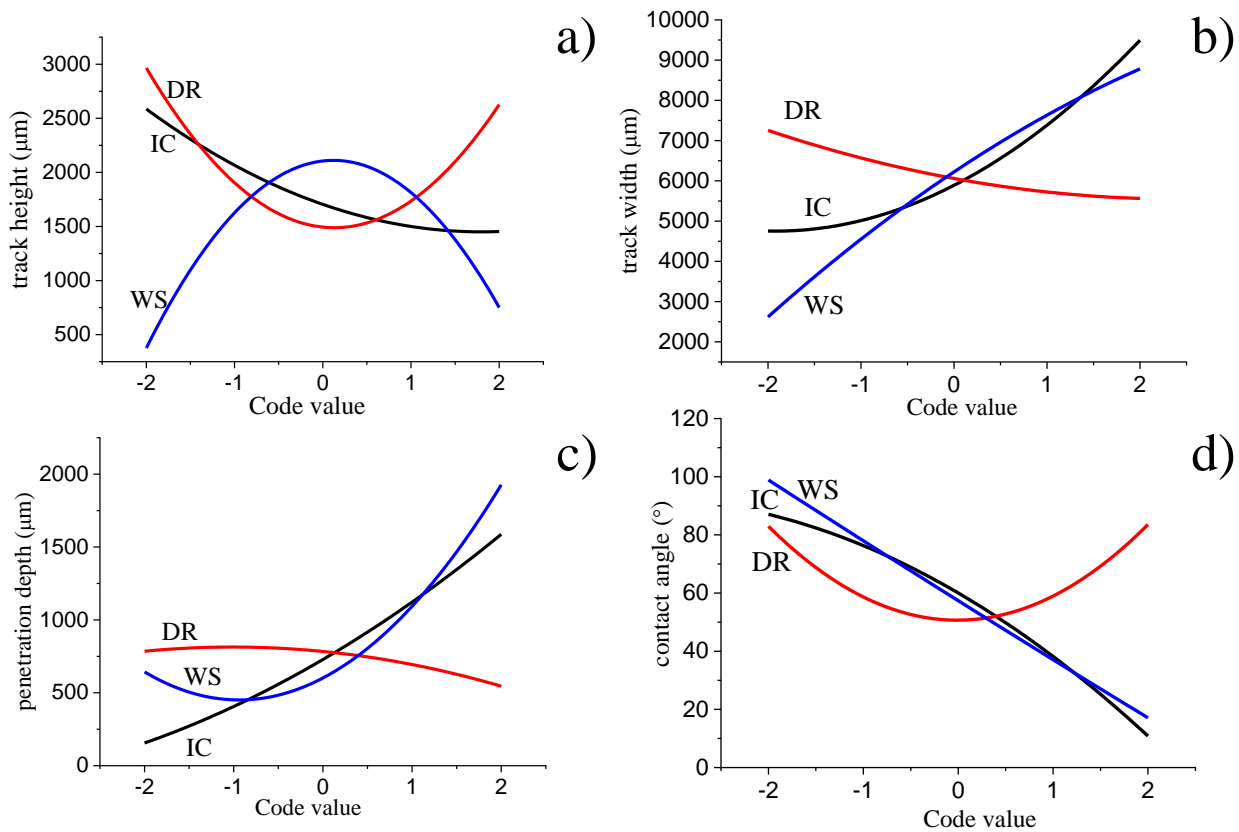 a)
track height (μm)
3000
2500
2000
1500
1000
500
DR
IC
WS
-2 -1 0 1 2
Code value
b)
track width (μm)
10000
9000
8000
7000
6000
5000
4000
3000
2000
DR
IC
WS
-2 -1 0 1 2
Code value
c)
penetration depth (μm)
2000
1500
1000
500
0
DR
WS
IC
-2 -1 0 1 2
Code value
d)
contact angle (°)
120
100
80
60
40
20
0
WS
IC
DR
-2 -1 0 1 2
Code value